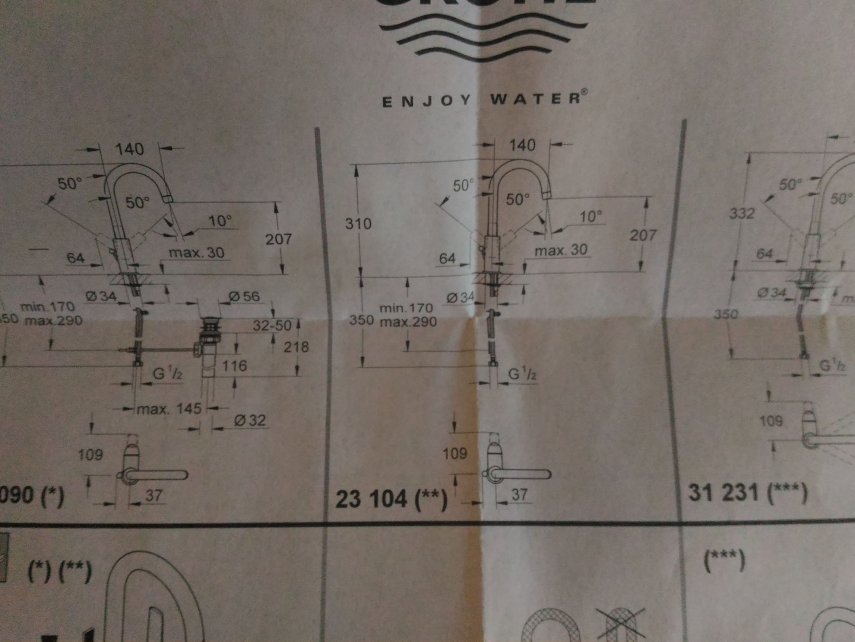 GROHE
ENJOY WATER®
140
50°
50°
10°
207
64
max. 30
Ø 34
Ø 56
min.170
max.290
32-50
218
116
G 1/2
max. 145
Ø 32
109
37
090 (*)
140
50°
50°
10°
310
207
64
max. 30
Ø 34
min.170
350
max.290
G 1/2
109
37
23 104 (**)
50°
50°
332
64
Ø 34
350
G 1/2
109
31 231 (***)
(*) (**)
(***)